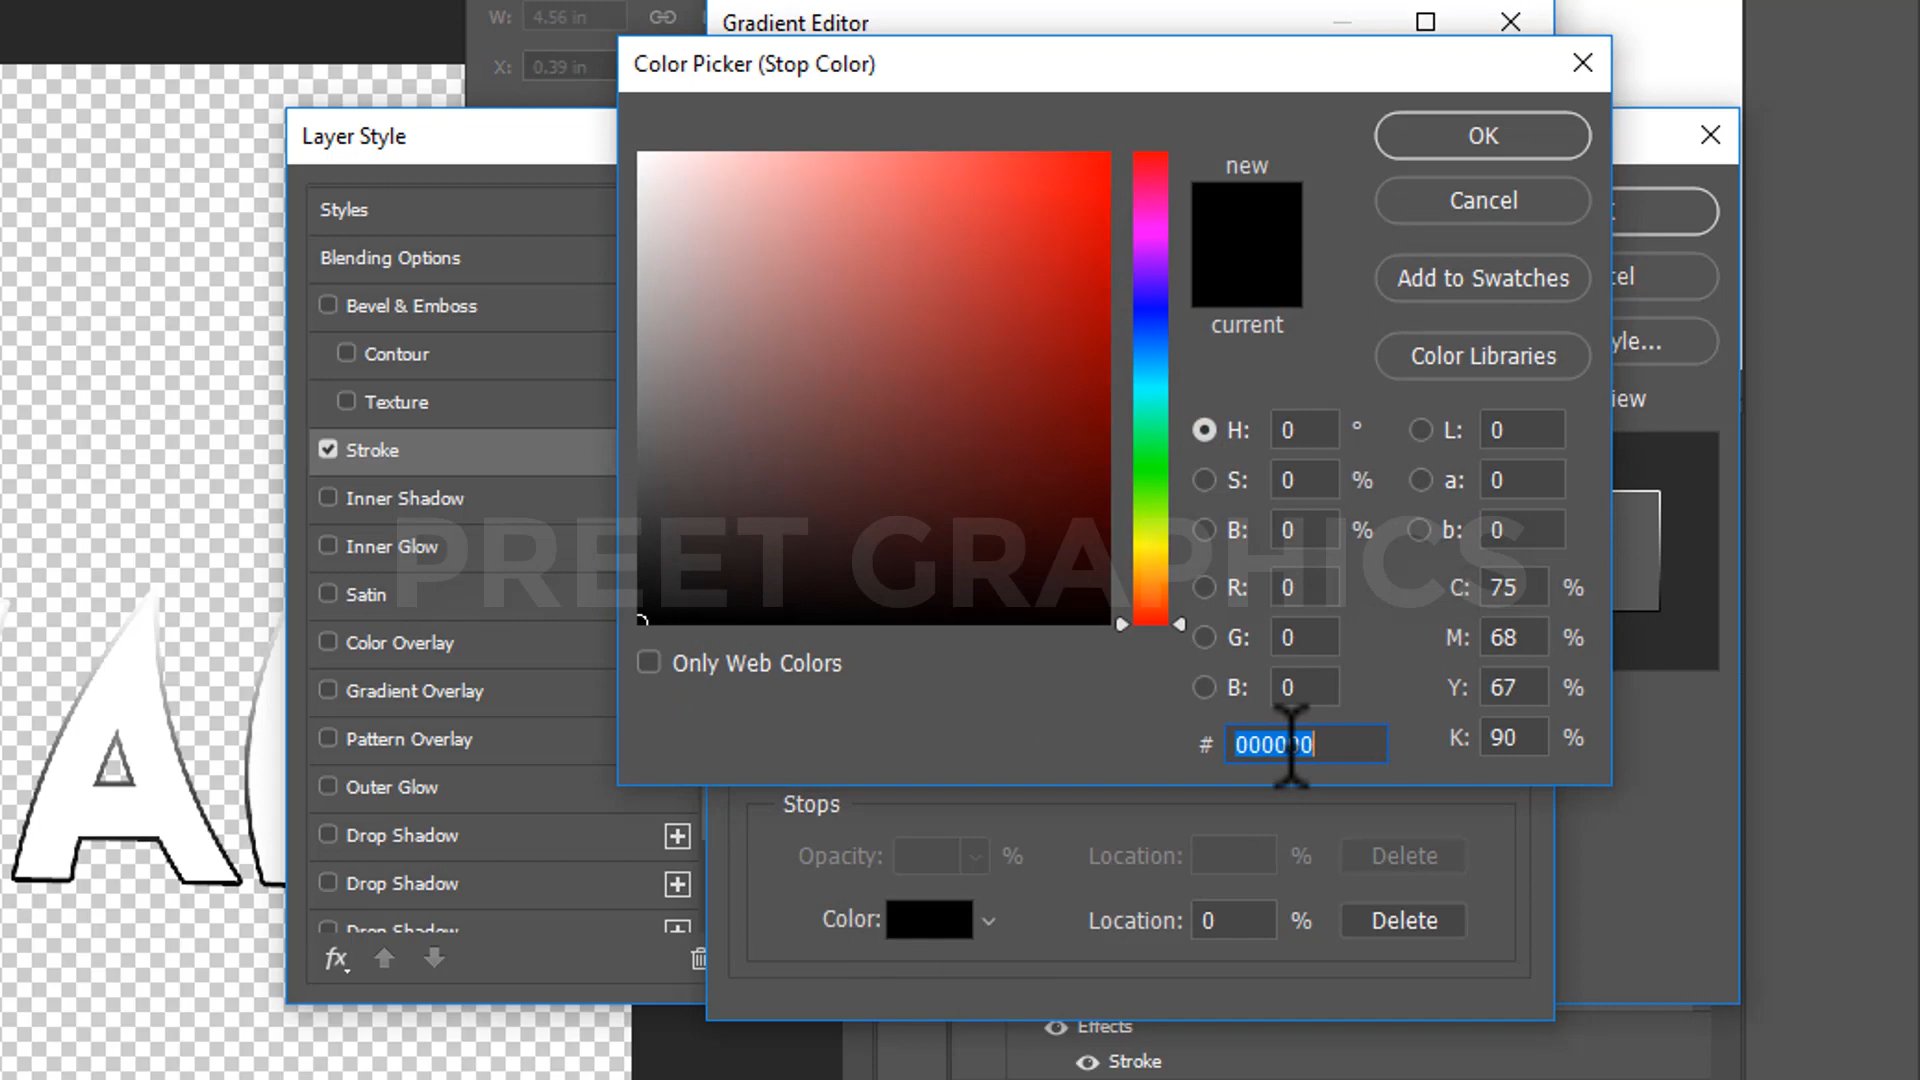 W: 4.56 in
X: 0.39 in
Gradient Editor
Color Picker (Stop Color)
Layer Style
Styles
Blending Options
Bevel & Emboss
Contour
Texture
Stroke
Inner Shadow
Inner Glow
Satin
Color Overlay
Gradient Overlay
Pattern Overlay
Outer Glow
Drop Shadow
Drop Shadow
Drop Shadow
fx
new
current
OK
Cancel
Add to Swatches
Color Libraries
H: 0 °
S: 0 %
B: 0 %
R: 0
G: 0
B: 0
# 000000
L: 0
a: 0
b: 0
C: 75 %
M: 68 %
Y: 67 %
K: 90 %
Only Web Colors
PREET GRAPHICS
Stops
Opacity: % Location: % Delete
Color: Location: 0 % Delete
Effects
Stroke
A